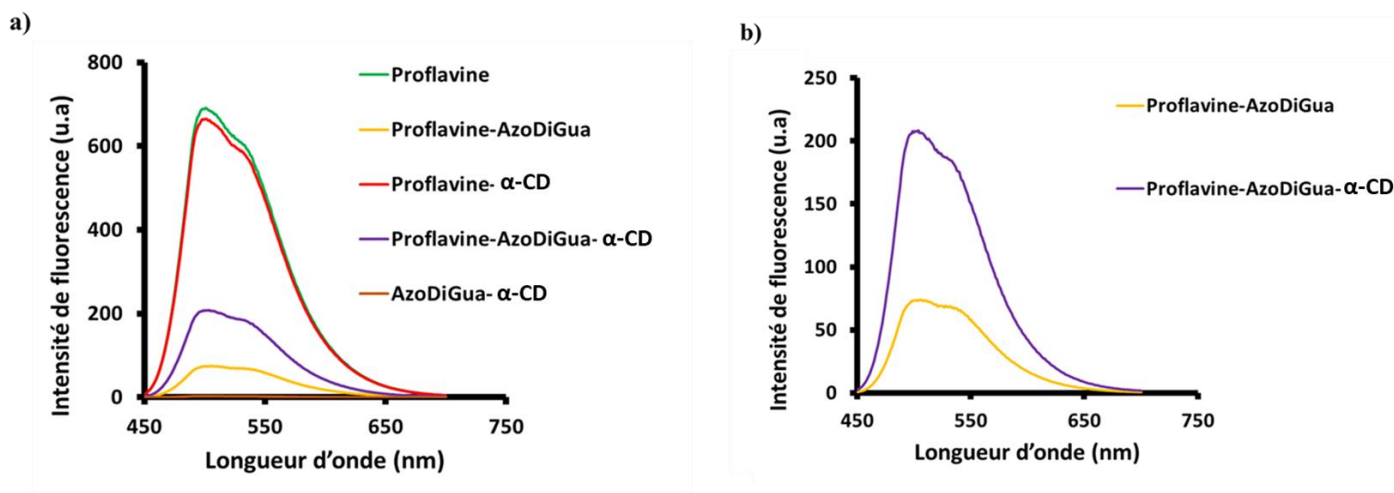 a)
Intensité de fluorescence (u.a)
800
600
400
200
0
450
550
650
750
Longueur d'onde (nm)
Proflavine
Proflavine-AzoDiGua
Proflavine- α-CD
Proflavine-AzoDiGua- α-CD
AzoDiGua- α-CD
b)
Intensité de fluorescence (u.a)
250
200
150
100
50
0
450
550
650
750
Longueur d'onde (nm)
Proflavine-AzoDiGua
Proflavine-AzoDiGua-α-CD